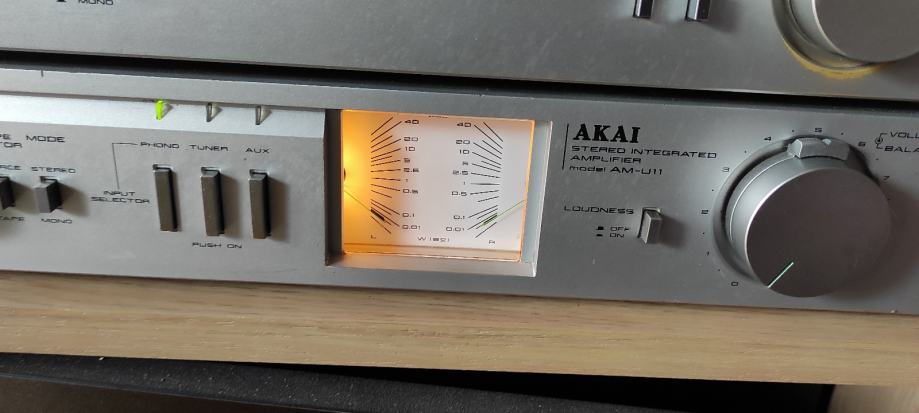 MONO
MODE
STEREO
MONO
TAPE
INPUT
SELECTOR
PHONO TUNER AUX
PUSH ON
40 40
20 20
10 10
5 5
2.5 2.5
1 1
0.5 0.5
0.1 0.1
0.01 0.01
L W(8Ω) R
AKAI
STEREO INTEGRATED
AMPLIFIER
model AM-U11
LOUDNESS
OFF
ON
0
2
3
4
5
6
7